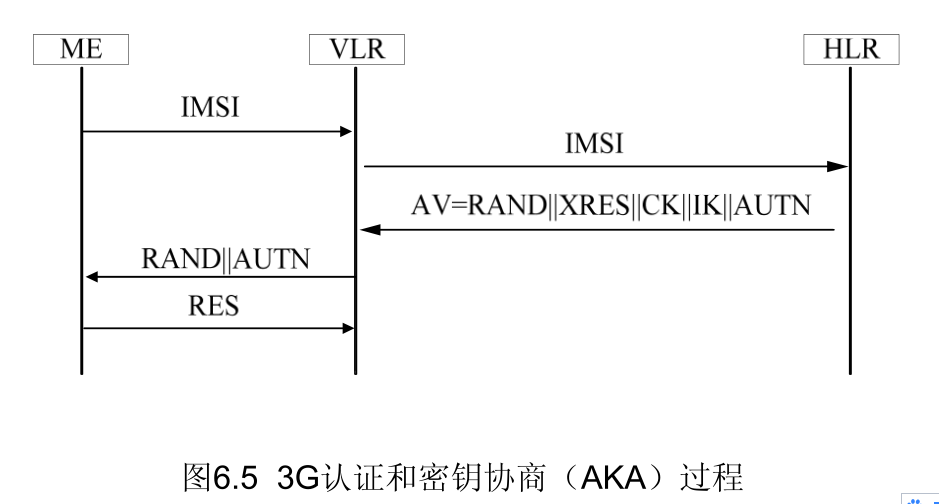 ME
VLR
HLR
IMSI
IMSI
AV=RAND||XRES||CK||IK||AUTN
RAND||AUTN
RES
图6.5 3G认证和密钥协商（AKA）过程